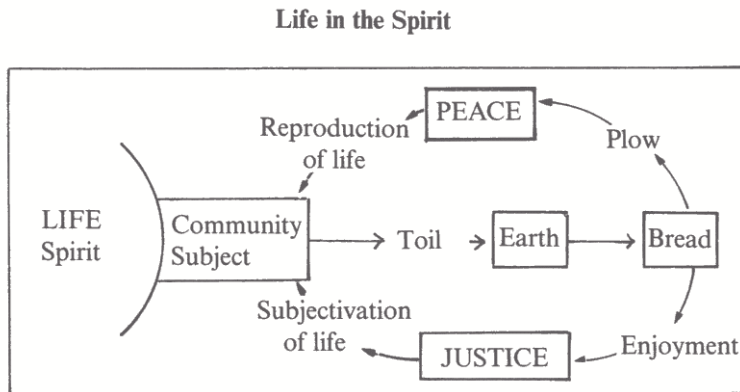 Life in the Spirit
PEACE
Reproduction
of life
Plow
LIFE
Spirit
Community
Subject
Toil
Earth
Bread
Subjectivation
of life
JUSTICE
Enjoyment